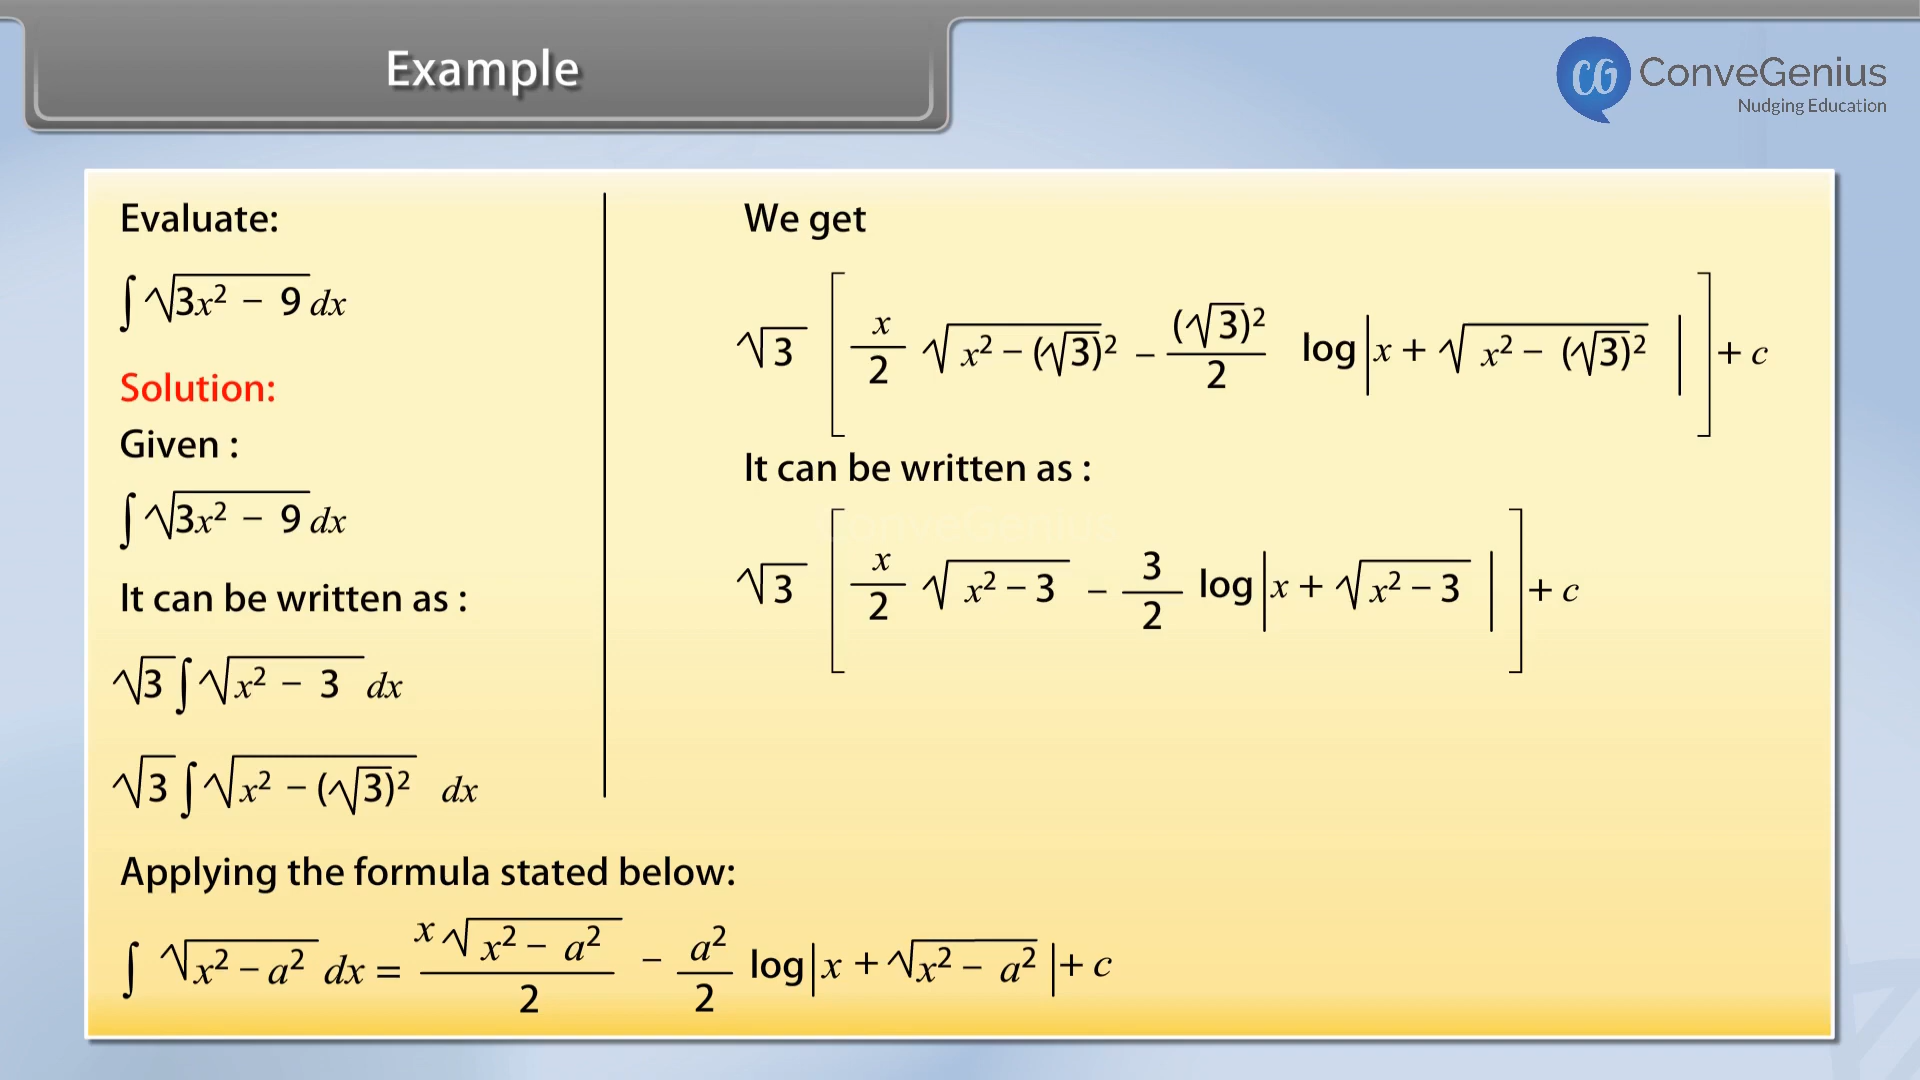 Example
CG ConveGenius
Nudging Education
Evaluate:
∫ √(3x² − 9) dx
Solution:
Given :
∫ √(3x² − 9) dx
It can be written as :
√3 ∫ √(x² − 3) dx
√3 ∫ √(x² − (√3)²) dx
Applying the formula stated below:
∫ √(x² − a²) dx = x√(x² − a²)/2 − a²/2 log|x + √(x² − a²)| + c
We get
√3 [ x/2 √(x² − (√3)²) − (√3)²/2 log|x + √(x² − (√3)²)| ] + c
It can be written as :
ConveGenius
√3 [ x/2 √(x² − 3) − 3/2 log|x + √(x² − 3)| ] + c